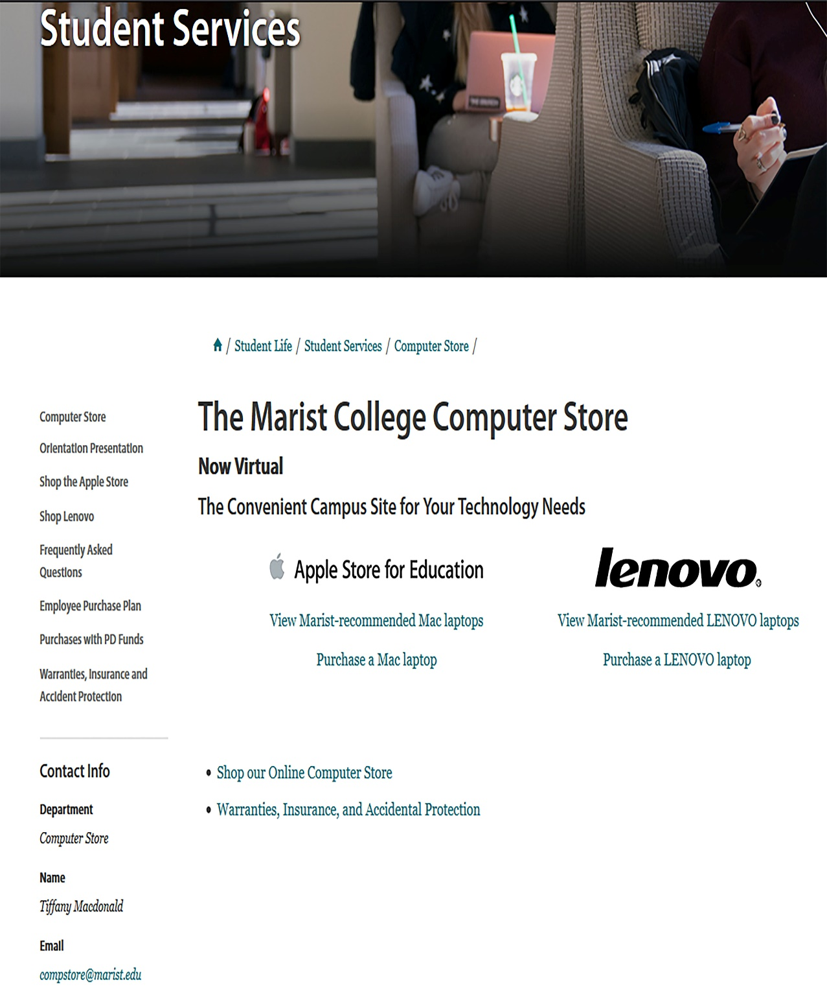 Student Services
/ Student Life / Student Services / Computer Store /
Computer Store
Orientation Presentation
Shop the Apple Store
Shop Lenovo
Frequently Asked
Questions
Employee Purchase Plan
Purchases with PD Funds
Warranties, Insurance and
Accident Protection
Contact Info
Department
Computer Store
Name
Tiffany Macdonald
Email
compstore@marist.edu
The Marist College Computer Store
Now Virtual
The Convenient Campus Site for Your Technology Needs
Apple Store for Education
View Marist-recommended Mac laptops
Purchase a Mac laptop
lenovo®
View Marist-recommended LENOVO laptops
Purchase a LENOVO laptop
• Shop our Online Computer Store
• Warranties, Insurance, and Accidental Protection